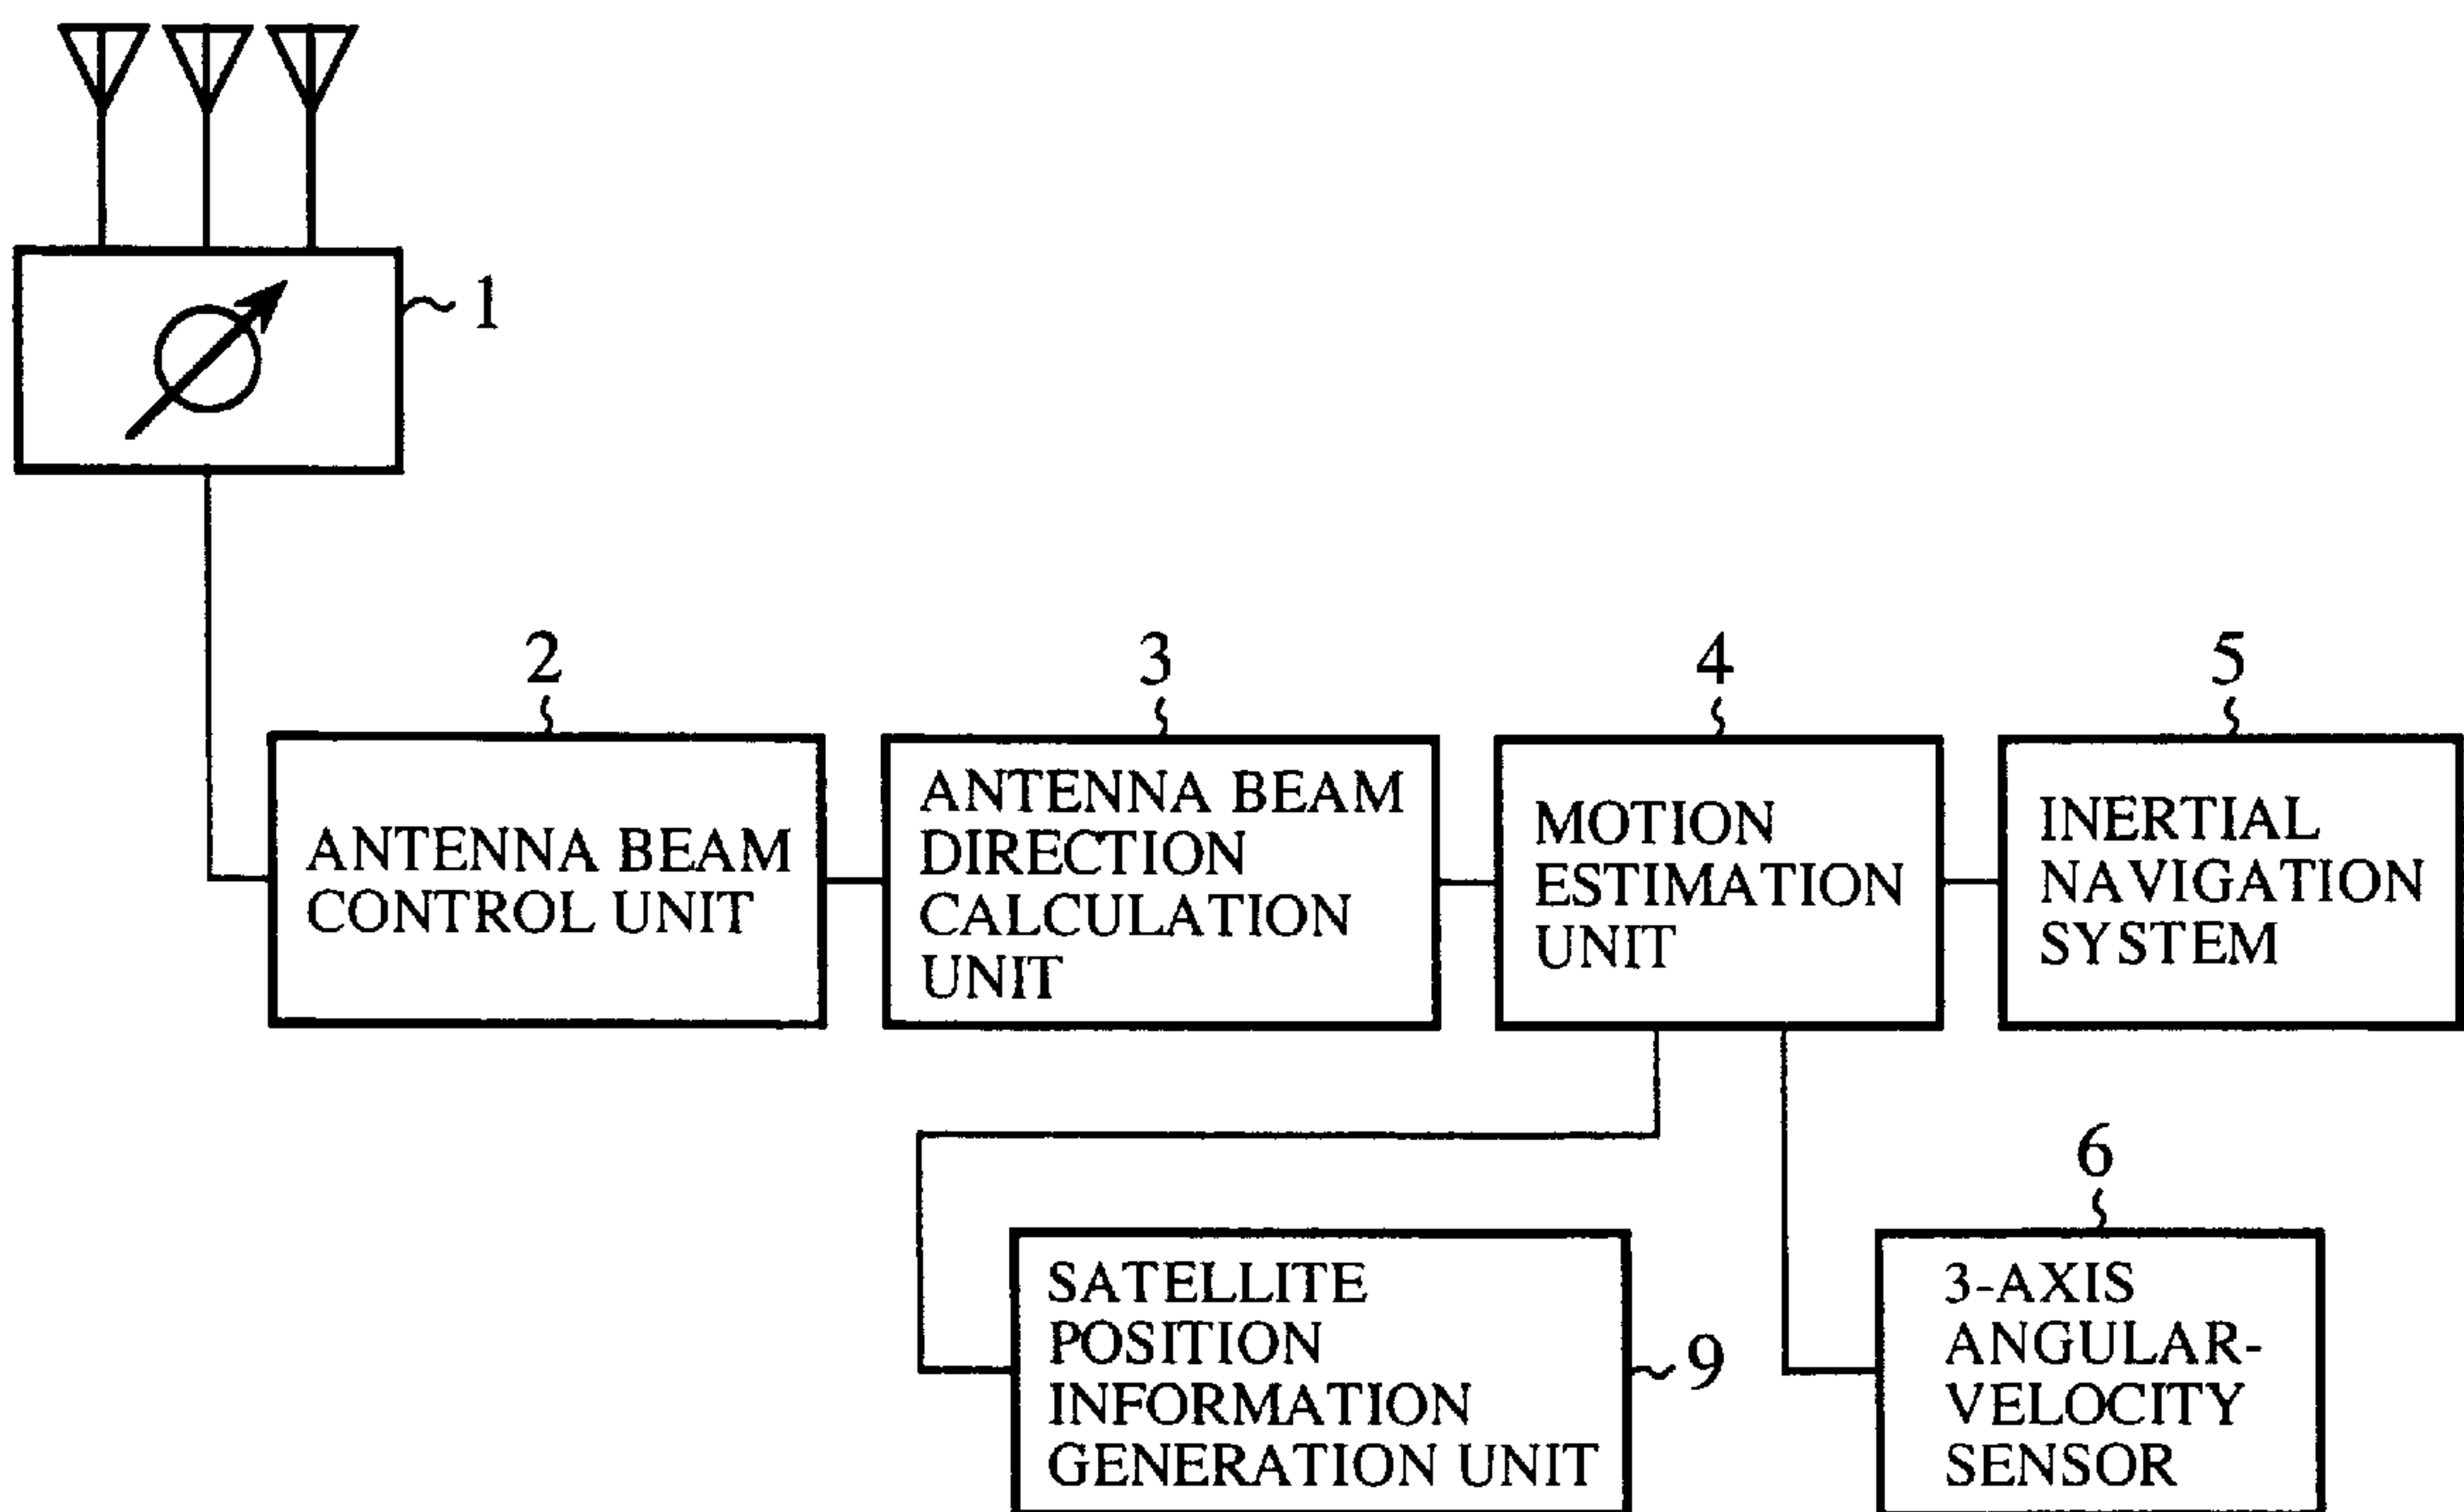 1
2
3
4
5
ANTENNA BEAM
CONTROL UNIT
ANTENNA BEAM
DIRECTION
CALCULATION
UNIT
MOTION
ESTIMATION
UNIT
INERTIAL
NAVIGATION
SYSTEM
6
SATELLITE
POSITION
INFORMATION
GENERATION UNIT
9
3-AXIS
ANGULAR-
VELOCITY
SENSOR